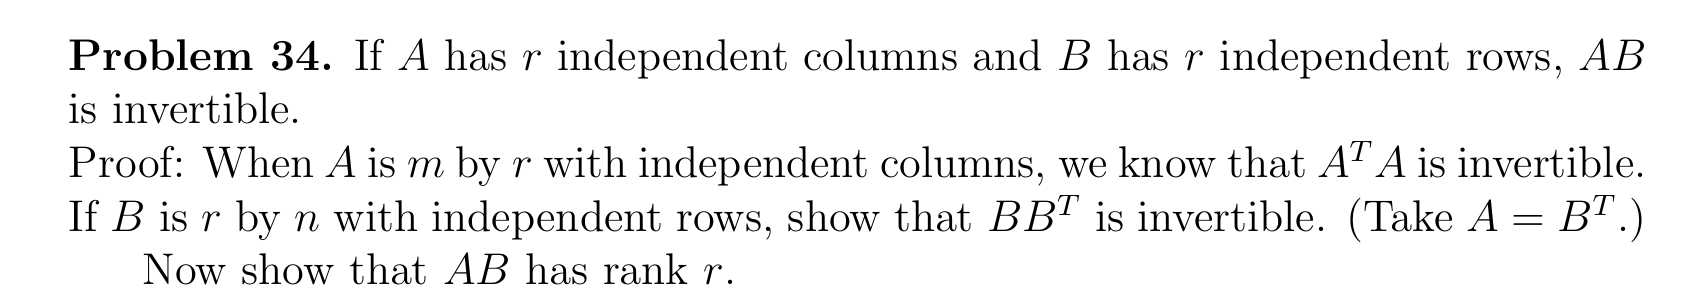 Problem 34. If A has r independent columns and B has r independent rows, AB
is invertible.
Proof: When A is m by r with independent columns, we know that A^T A is invertible.
If B is r by n with independent rows, show that BB^T is invertible. (Take A = B^T.)
Now show that AB has rank r.